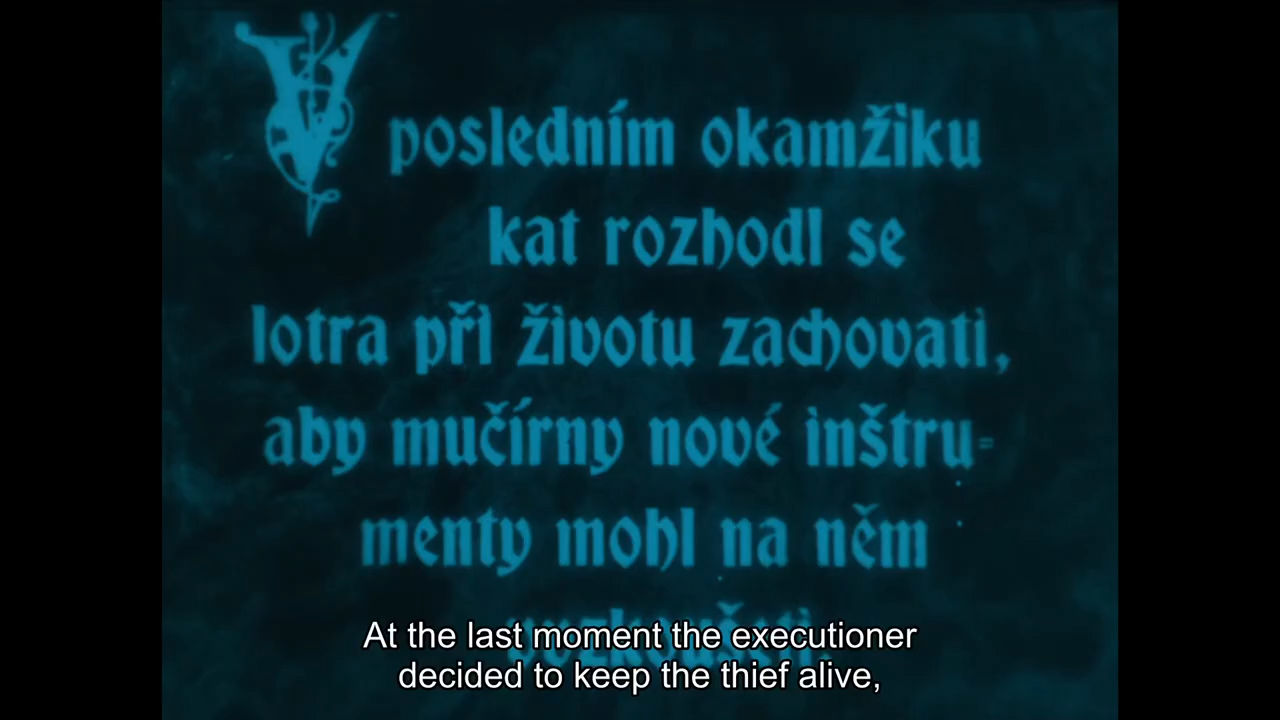 V posledním okamžiku
kat rozhodl se
lotra při životu zachovati,
aby mučírny nové inštru-
menty mohl na něm
At the last moment the executioner
decided to keep the thief alive,